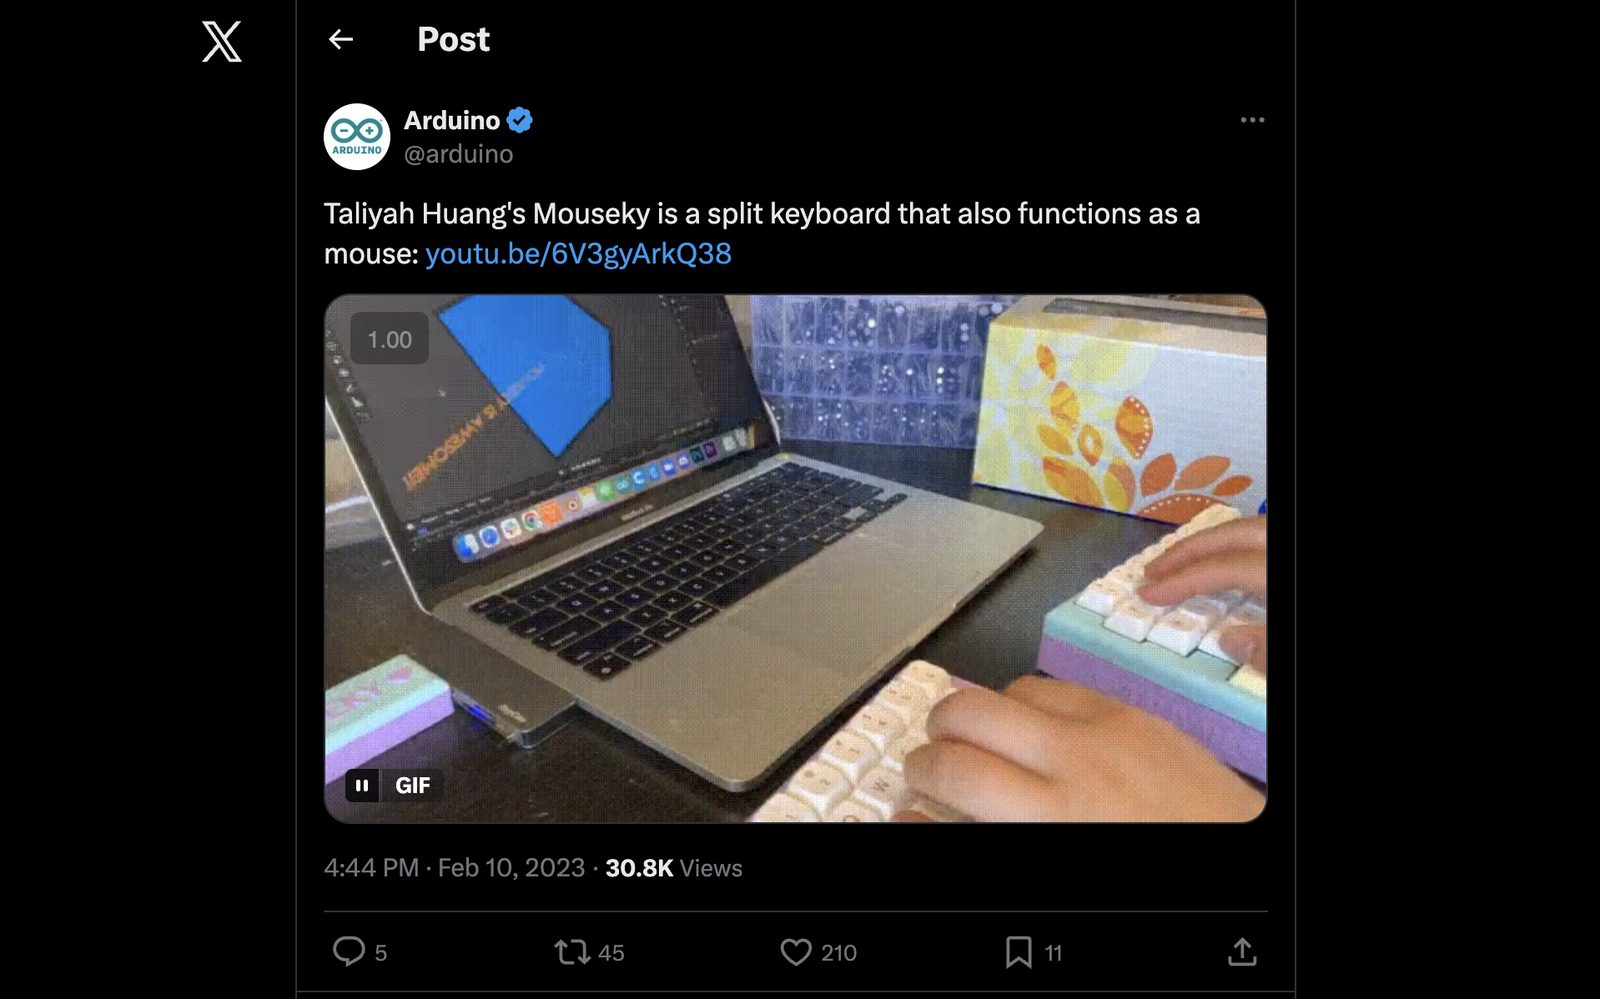 Post
Arduino
ARDUINO
@arduino
Taliyah Huang's Mouseky is a split keyboard that also functions as a
mouse: youtu.be/6V3gyArkQ38
1.00
GIF
4:44 PM · Feb 10, 2023 · 30.8K Views
5
45
210
11